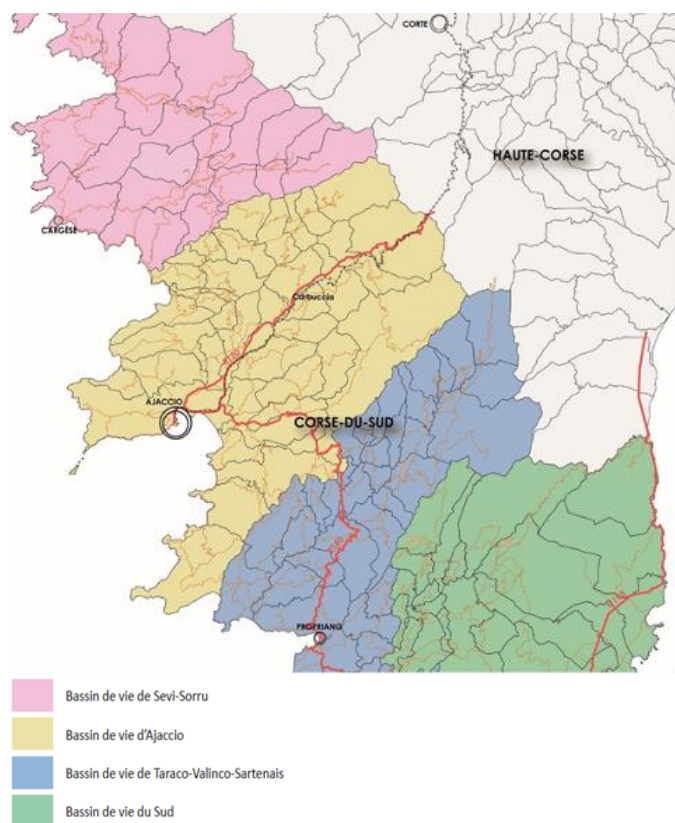 CORTE
HAUTE-CORSE
CARGÈSE
Carbuccia
AJACCIO
CORSE-DU-SUD
PROPRIANO
Bassin de vie de Sevi-Sorru
Bassin de vie d'Ajaccio
Bassin de vie de Taraco-Valinco-Sartenais
Bassin de vie du Sud